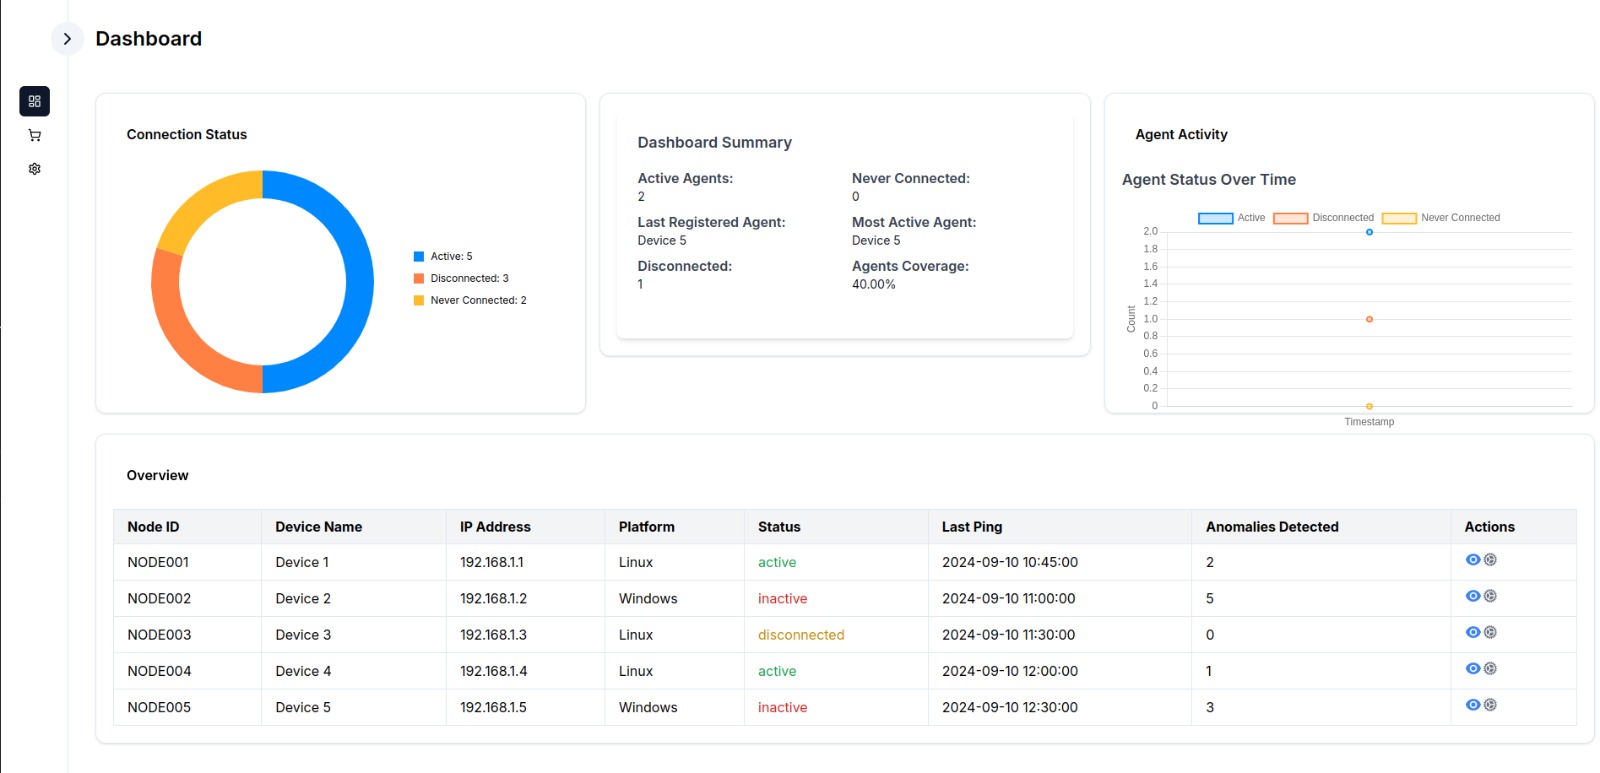 Dashboard
Connection Status
Active: 5
Disconnected: 3
Never Connected: 2
Dashboard Summary
Active Agents:
2
Never Connected:
0
Last Registered Agent:
Device 5
Most Active Agent:
Device 5
Disconnected:
1
Agents Coverage:
40.00%
Agent Activity
Agent Status Over Time
Active Disconnected Never Connected
2.0
1.8
1.6
1.4
1.2
1.0
0.8
0.6
0.4
0.2
0
Count
Timestamp
Overview
Node ID Device Name IP Address Platform Status Last Ping Anomalies Detected Actions
NODE001 Device 1 192.168.1.1 Linux active 2024-09-10 10:45:00 2
NODE002 Device 2 192.168.1.2 Windows inactive 2024-09-10 11:00:00 5
NODE003 Device 3 192.168.1.3 Linux disconnected 2024-09-10 11:30:00 0
NODE004 Device 4 192.168.1.4 Linux active 2024-09-10 12:00:00 1
NODE005 Device 5 192.168.1.5 Windows inactive 2024-09-10 12:30:00 3